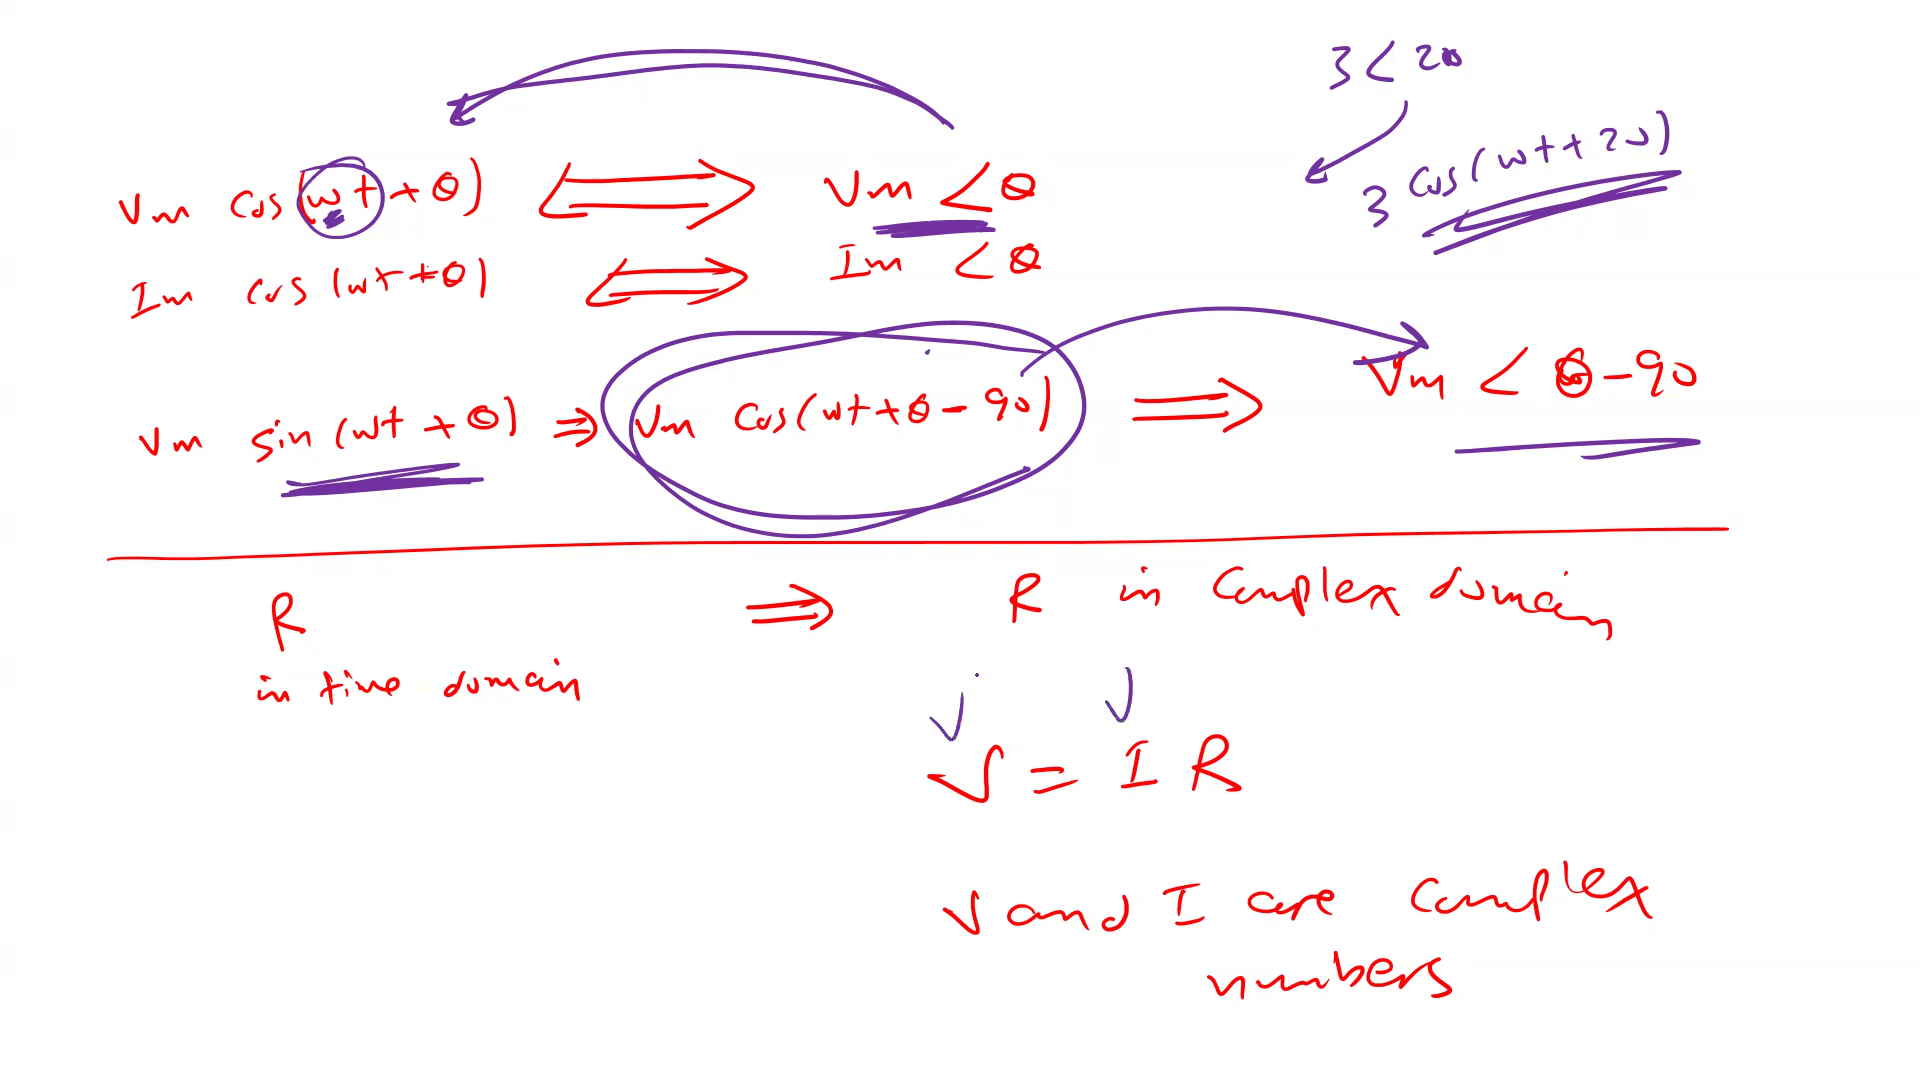 3 < 20
3 cos(wt + 20)
Vm cos(wt + θ) ⟺ Vm < θ
Im cos(wt + θ) ⟺ Im < θ
Vm sin(wt + θ) ⇒ Vm cos(wt + θ - 90) ⇒ Vm < θ - 90
R ⇒ R in Complex domain
in time domain
V = I R
V and I are Complex
numbers